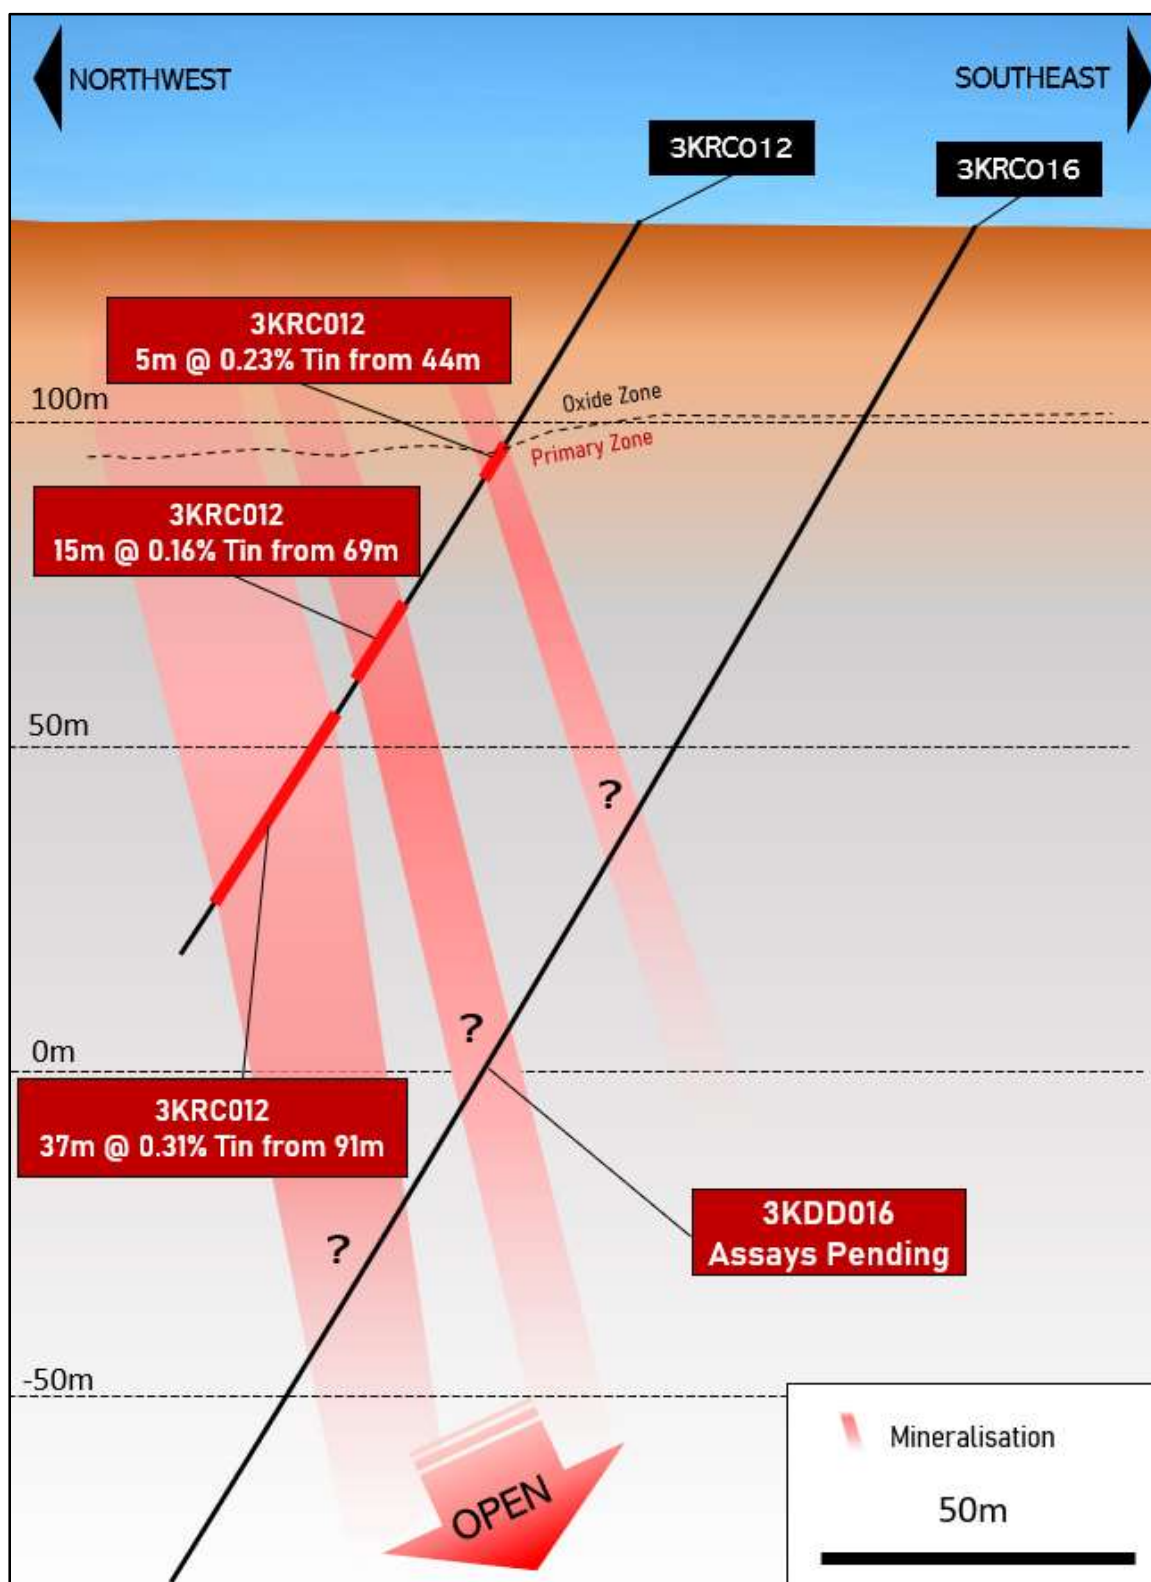 NORTHWEST
SOUTHEAST
3KRC012
3KRC016
3KRC012
5m @ 0.23% Tin from 44m
100m
Oxide Zone
Primary Zone
3KRC012
15m @ 0.16% Tin from 69m
50m
?
?
0m
3KRC012
37m @ 0.31% Tin from 91m
3KDD016
Assays Pending
?
-50m
OPEN
Mineralisation
50m